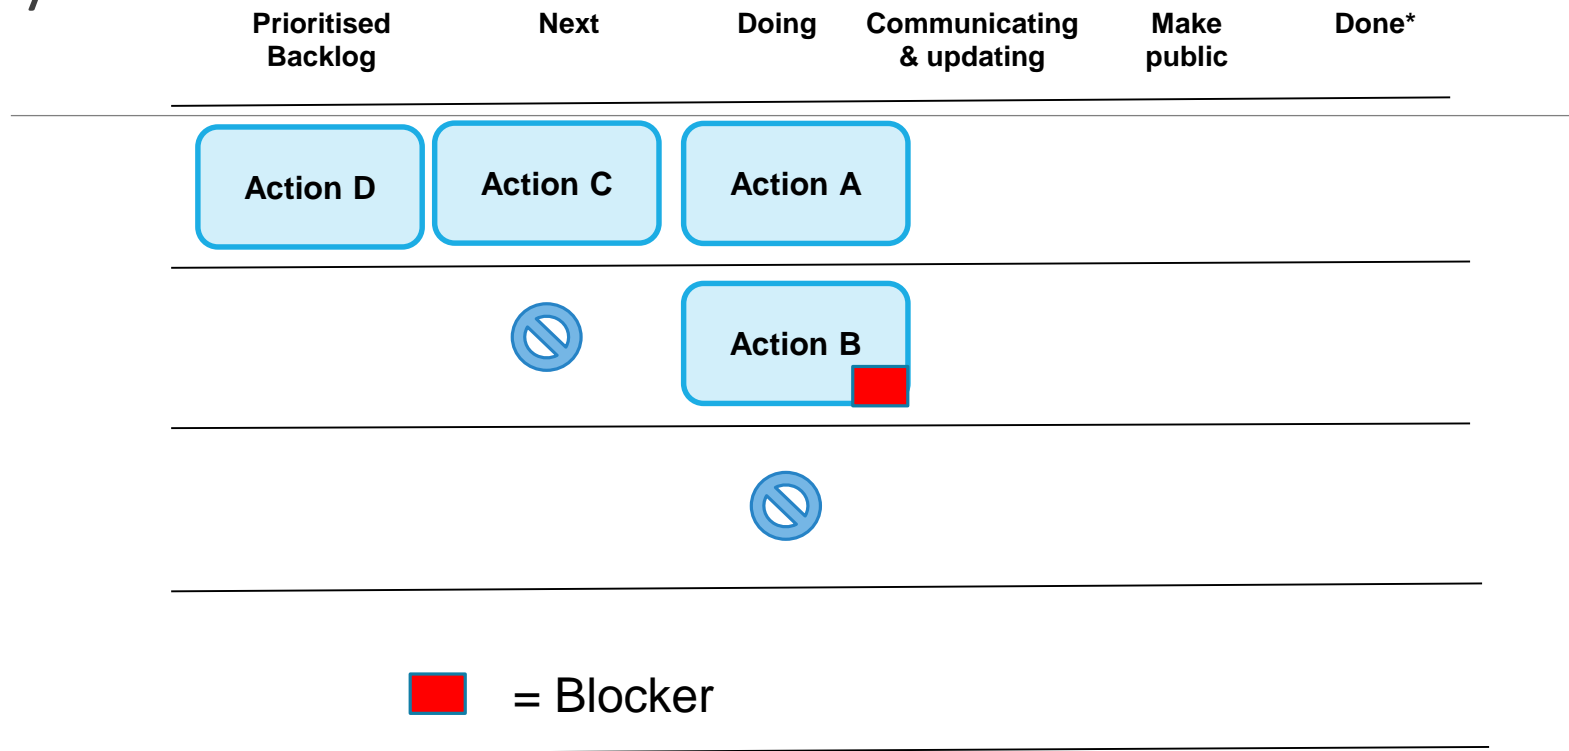 Prioritised Backlog
Next
Doing
Communicating & updating
Make public
Done*
Action D
Action C
Action A
Action B
= Blocker